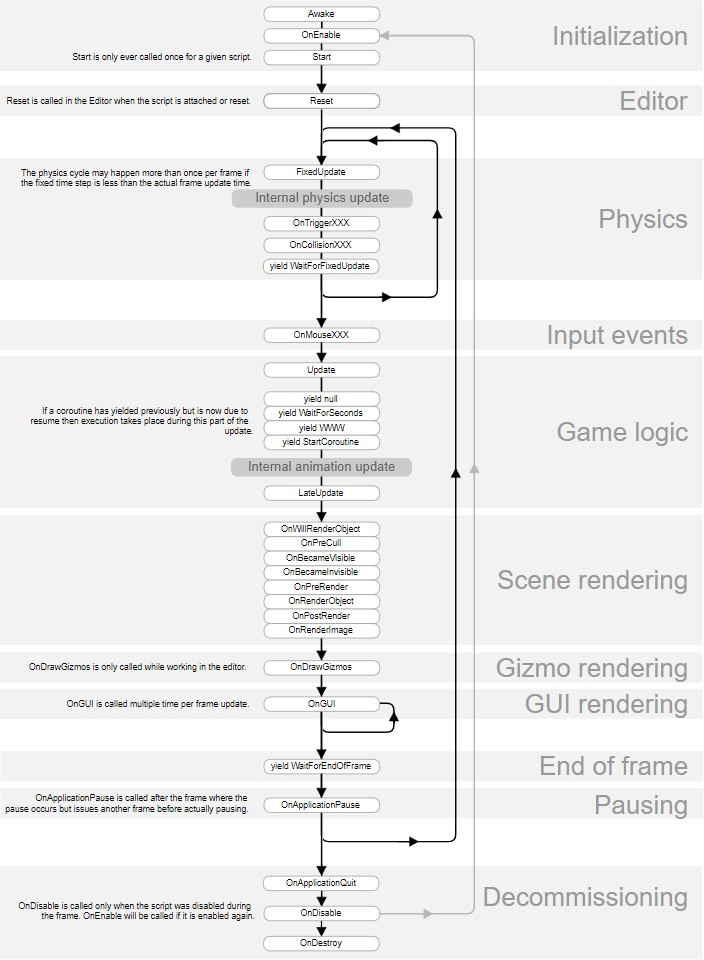 Awake
OnEnable
Initialization
Start is only ever called once for a given script.
Start
Reset is called in the Editor when the script is attached or reset.
Reset
Editor
The physics cycle may happen more than once per frame if
the fixed time step is less than the actual frame update time.
FixedUpdate
Internal physics update
OnTriggerXXX
Physics
OnCollisionXXX
yield WaitForFixedUpdate
OnMouseXXX
Input events
Update
yield null
If a coroutine has yielded previously but is now due to
resume then execution takes place during this part of the
update.
yield WaitForSeconds
yield WWW
yield StartCoroutine
Game logic
Internal animation update
LateUpdate
OnWillRenderObject
OnPreCull
OnBecameVisible
OnBecameInvisible
OnPreRender
OnRenderObject
OnPostRender
OnRenderImage
Scene rendering
OnDrawGizmos is only called while working in the editor.
OnDrawGizmos
Gizmo rendering
OnGUI is called multiple time per frame update.
OnGUI
GUI rendering
yield WaitForEndOfFrame
End of frame
OnApplicationPause is called after the frame where the
pause occurs but issues another frame before actually pausing.
OnApplicationPause
Pausing
OnApplicationQuit
Decommissioning
OnDisable is called only when the script was disabled during
the frame. OnEnable will be called if it is enabled again.
OnDisable
OnDestroy